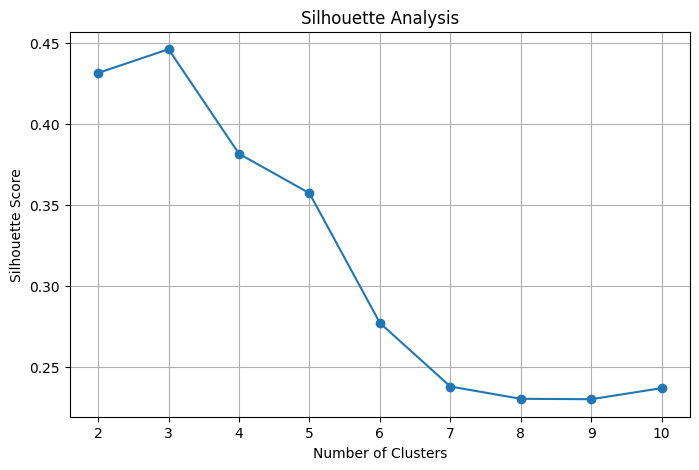 Silhouette Analysis
Silhouette Score
0.45
0.40
0.35
0.30
0.25
2 3 4 5 6 7 8 9 10
Number of Clusters